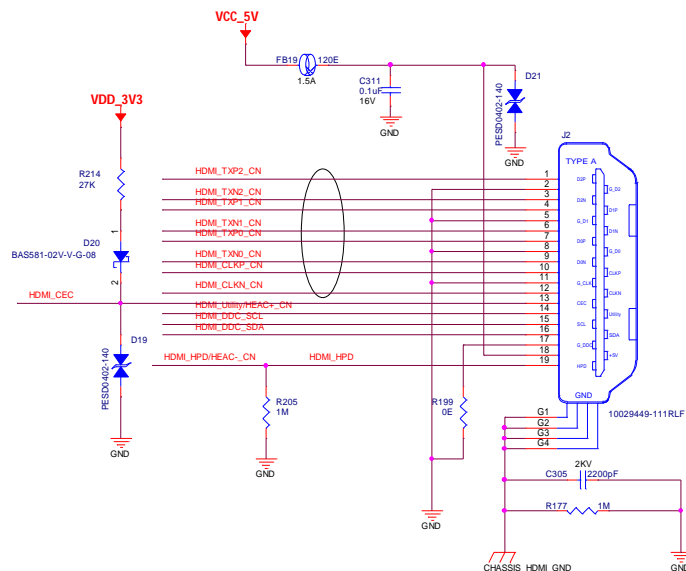 VCC_5V
FB19
120E
1.5A
C311
0.1uF
16V
GND
D21
PESD0402-140
GND
VDD_3V3
R214
27K
D20
BAS581-02V-V-G-08
1
2
HDMI_CEC
D19
PESD0402-140
GND
HDMI_TXP2_CN
HDMI_TXN2_CN
HDMI_TXP1_CN
HDMI_TXN1_CN
HDMI_TXP0_CN
HDMI_TXN0_CN
HDMI_CLKP_CN
HDMI_CLKN_CN
HDMI_Utility/HEAC+_CN
HDMI_DDC_SCL
HDMI_DDC_SDA
HDMI_HPD/HEAC-_CN
HDMI_HPD
R205
1M
GND
R199
0E
GND
J2
TYPE A
1
2
3
4
5
6
7
8
9
10
11
12
13
14
15
16
17
18
19
D2P
G_D2
D2N
D1P
G_D1
D1N
D0P
G_D0
D0N
CLKP
G_CLK
CLKN
CEC
Utility
SCL
SDA
G_DDC
+5V
HPD
GND
10029449-111RLF
G1
G2
G3
G4
2KV
C305
2200pF
R177
1M
CHASSIS_HDMI_GND
GND